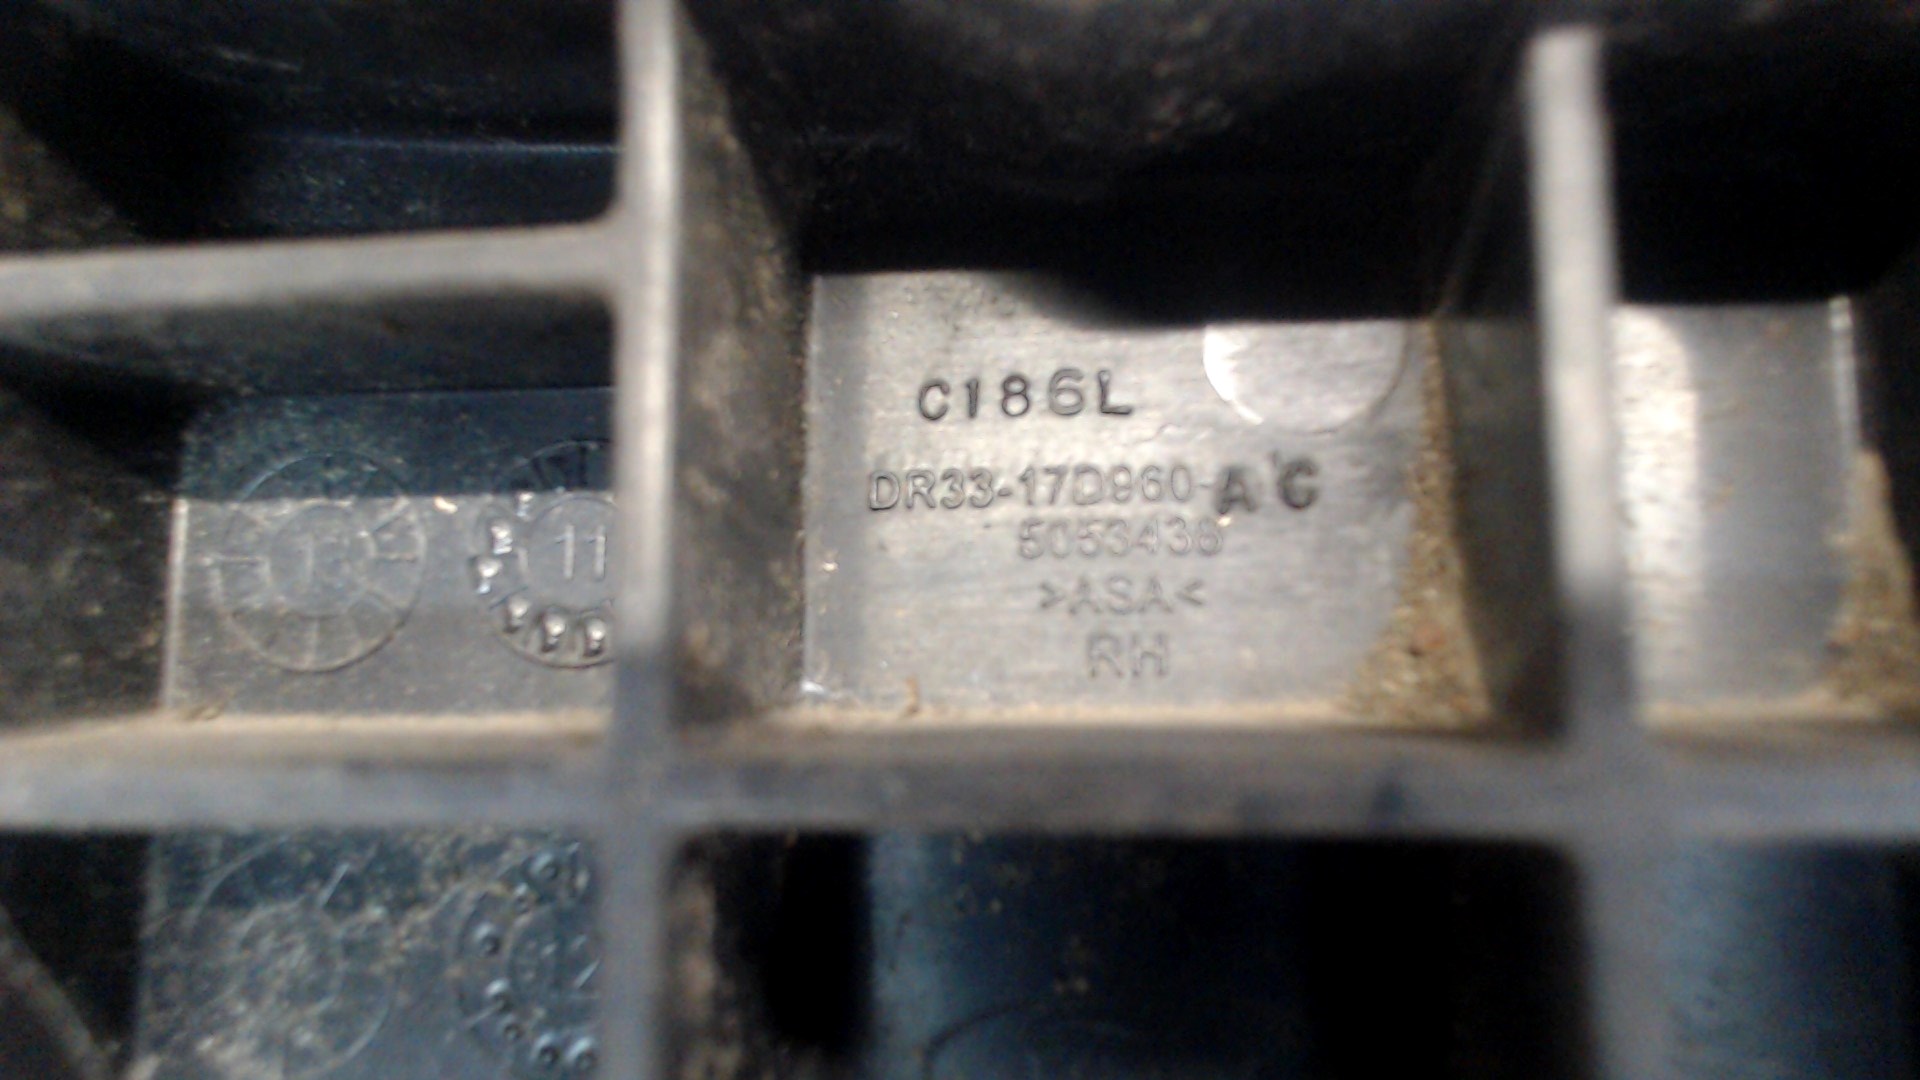 C186L
DR33-17D960-AC
5053438
>ASA<
RH
11